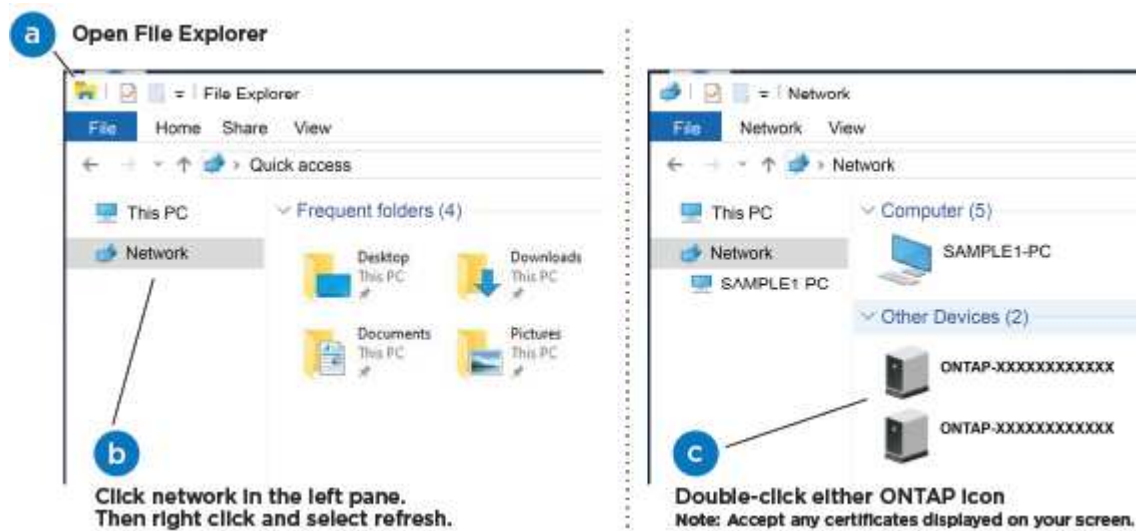 a
Open File Explorer
File Explorer
File Home Share View
Quick access
This PC
Network
Frequent folders (4)
Desktop
This PC
Downloads
This PC
Documents
This PC
Pictures
This PC
b
Click network in the left pane.
Then right click and select refresh.
Network
File Network View
Network
This PC
Network
SAMPLE1 PC
Computer (5)
SAMPLE1-PC
Other Devices (2)
ONTAP-XXXXXXXXXXXX
ONTAP-XXXXXXXXXXXX
c
Double-click either ONTAP icon
Note: Accept any certificates displayed on your screen.